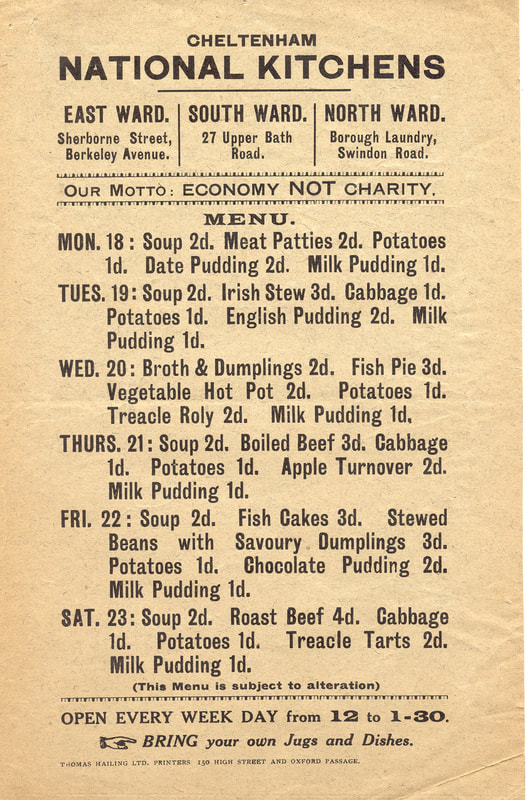 CHELTENHAM
NATIONAL KITCHENS
EAST WARD.
Sherborne Street,
Berkeley Avenue.
SOUTH WARD.
27 Upper Bath
Road.
NORTH WARD.
Borough Laundry,
Swindon Road.
OUR MOTTO: ECONOMY NOT CHARITY.
MENU.
MON. 18: Soup 2d. Meat Patties 2d. Potatoes
1d. Date Pudding 2d. Milk Pudding 1d.
TUES. 19: Soup 2d. Irish Stew 3d. Cabbage 1d.
Potatoes 1d. English Pudding 2d. Milk
Pudding 1d.
WED. 20: Broth & Dumplings 2d. Fish Pie 3d.
Vegetable Hot Pot 2d. Potatoes 1d.
Treacle Roly 2d. Milk Pudding 1d.
THURS. 21: Soup 2d. Boiled Beef 3d. Cabbage
1d. Potatoes 1d. Apple Turnover 2d.
Milk Pudding 1d.
FRI. 22: Soup 2d. Fish Cakes 3d. Stewed
Beans with Savoury Dumplings 3d.
Potatoes 1d. Chocolate Pudding 2d.
Milk Pudding 1d.
SAT. 23: Soup 2d. Roast Beef 4d. Cabbage
1d. Potatoes 1d. Treacle Tarts 2d.
Milk Pudding 1d.
(This Menu is subject to alteration)
OPEN EVERY WEEK DAY from 12 to 1-30.
BRING your own Jugs and Dishes.
THOMAS HAILING LTD. PRINTERS 150 HIGH STREET AND OXFORD PASSAGE.